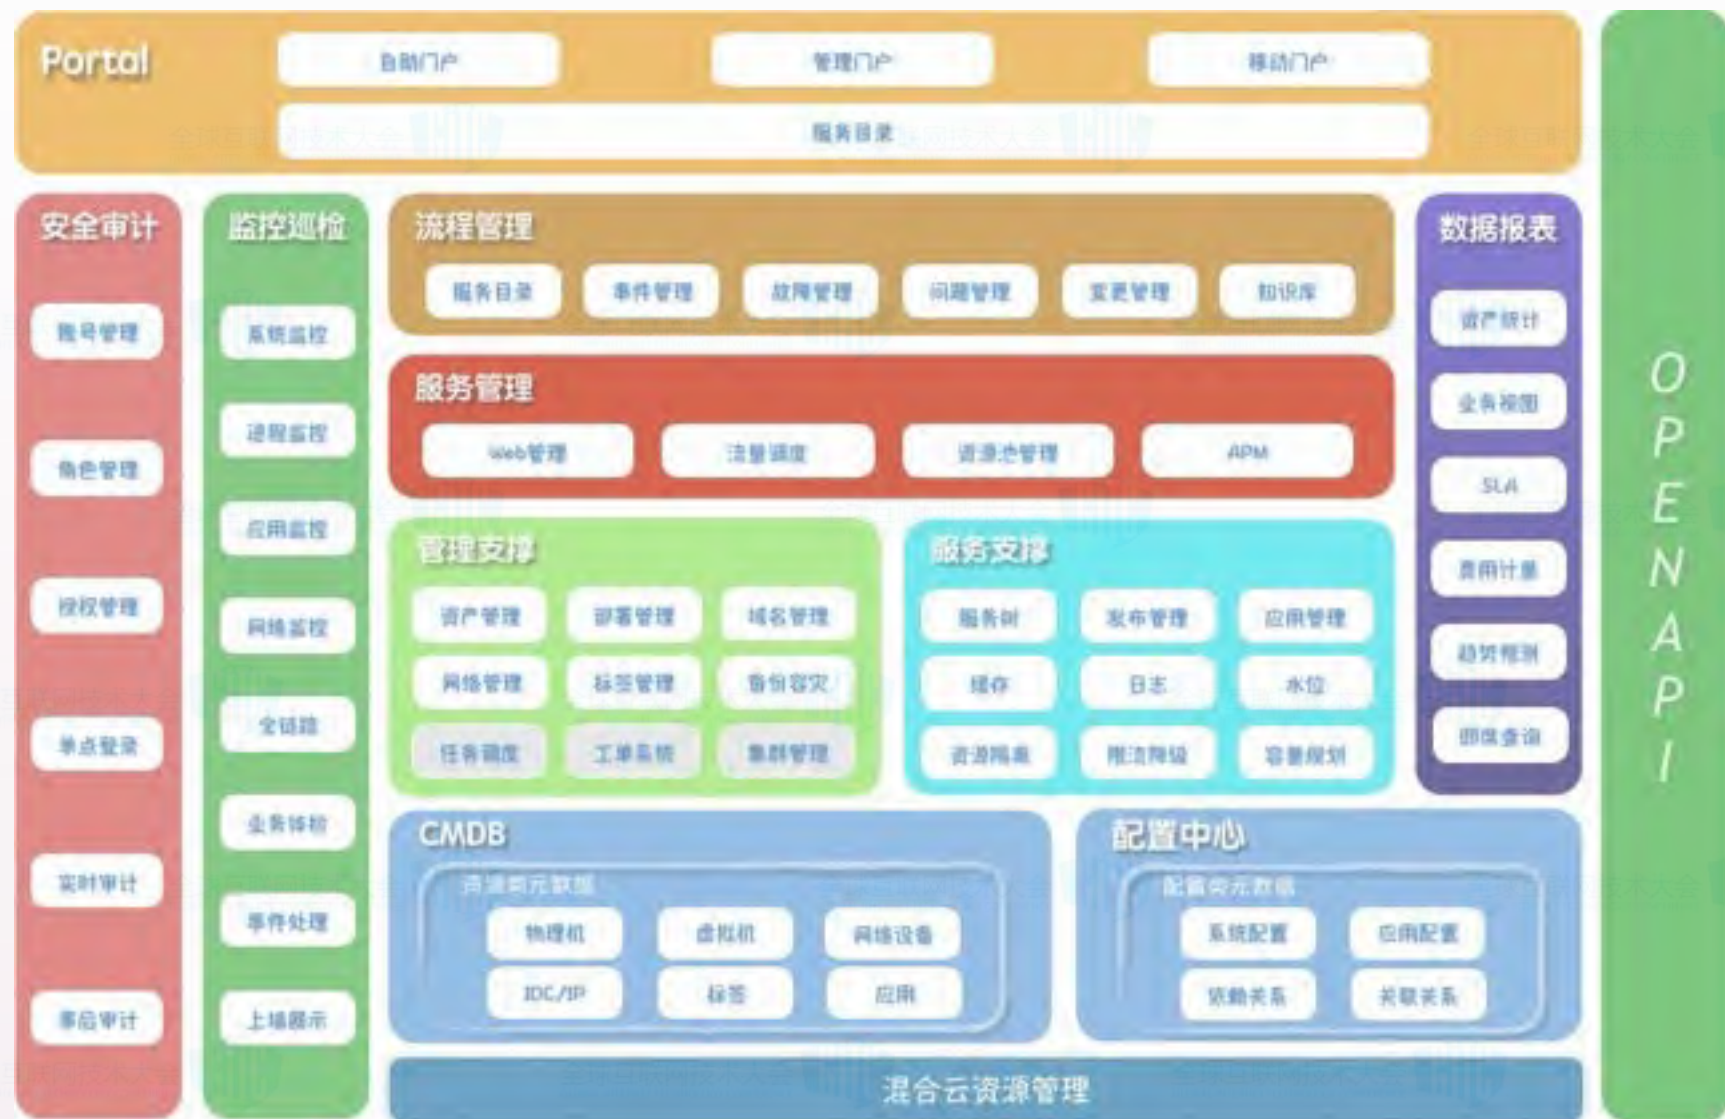 Portal
自助门户
管理门户
移动门户
服务目录
安全审计
账号管理
角色管理
授权管理
单点登录
实时审计
事后审计
监控巡检
系统监控
进程监控
应用监控
网络监控
全链路
业务体检
事件处理
上墙展示
流程管理
服务目录
事件管理
故障管理
问题管理
变更管理
知识库
服务管理
Web管理
流量调度
资源池管理
APM
管理支撑
资产管理
部署管理
域名管理
网络管理
标签管理
备份容灾
任务调度
工单系统
集群管理
服务支撑
服务树
发布管理
应用管理
缓存
日志
水位
资源隔离
限流降级
容量规划
数据报表
资产统计
业务视图
SLA
费用计量
趋势预测
即席查询
CMDB
资源类元数据
物理机
虚拟机
网络设备
IDC/IP
标签
应用
配置中心
配置类元数据
系统配置
应用配置
依赖关系
关联关系
混合云资源管理
OPENAPI